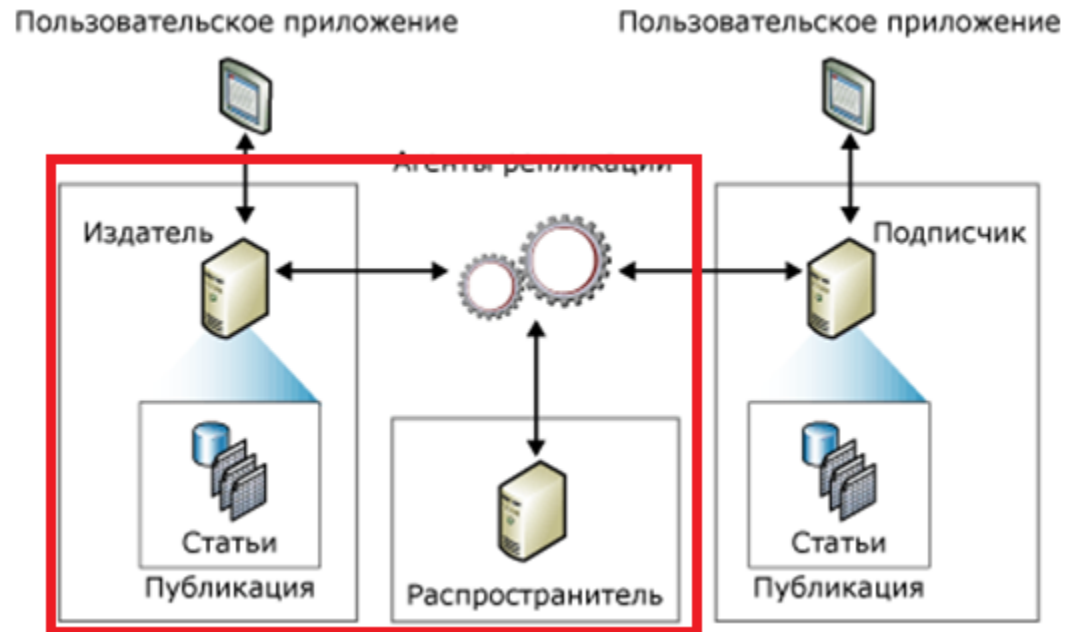 Пользовательское приложение
Пользовательское приложение
Агенты репликации
Издатель
Подписчик
Статьи
Статьи
Публикация
Распространитель
Публикация